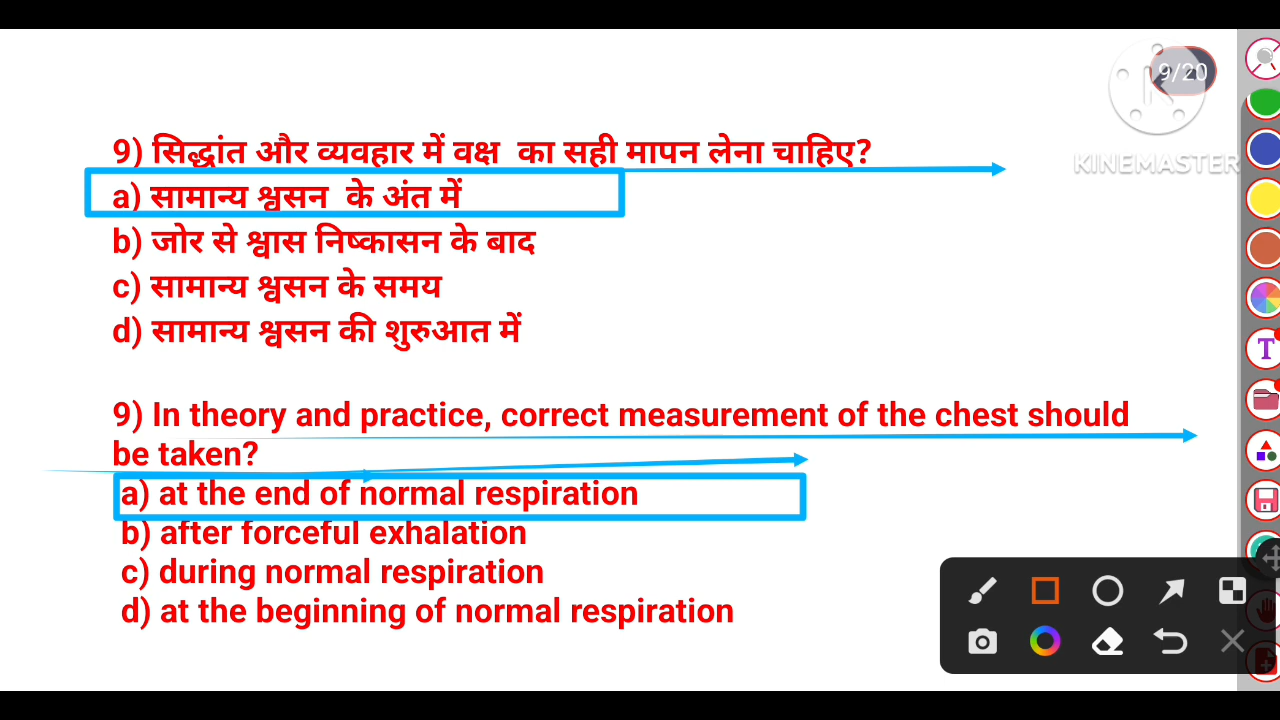 9/20
KINEMASTER
9) सिद्धांत और व्यवहार में वक्ष का सही मापन लेना चाहिए?
a) सामान्य श्वसन के अंत में
b) जोर से श्वास निष्कासन के बाद
c) सामान्य श्वसन के समय
d) सामान्य श्वसन की शुरुआत में
9) In theory and practice, correct measurement of the chest should
be taken?
a) at the end of normal respiration
b) after forceful exhalation
c) during normal respiration
d) at the beginning of normal respiration
T